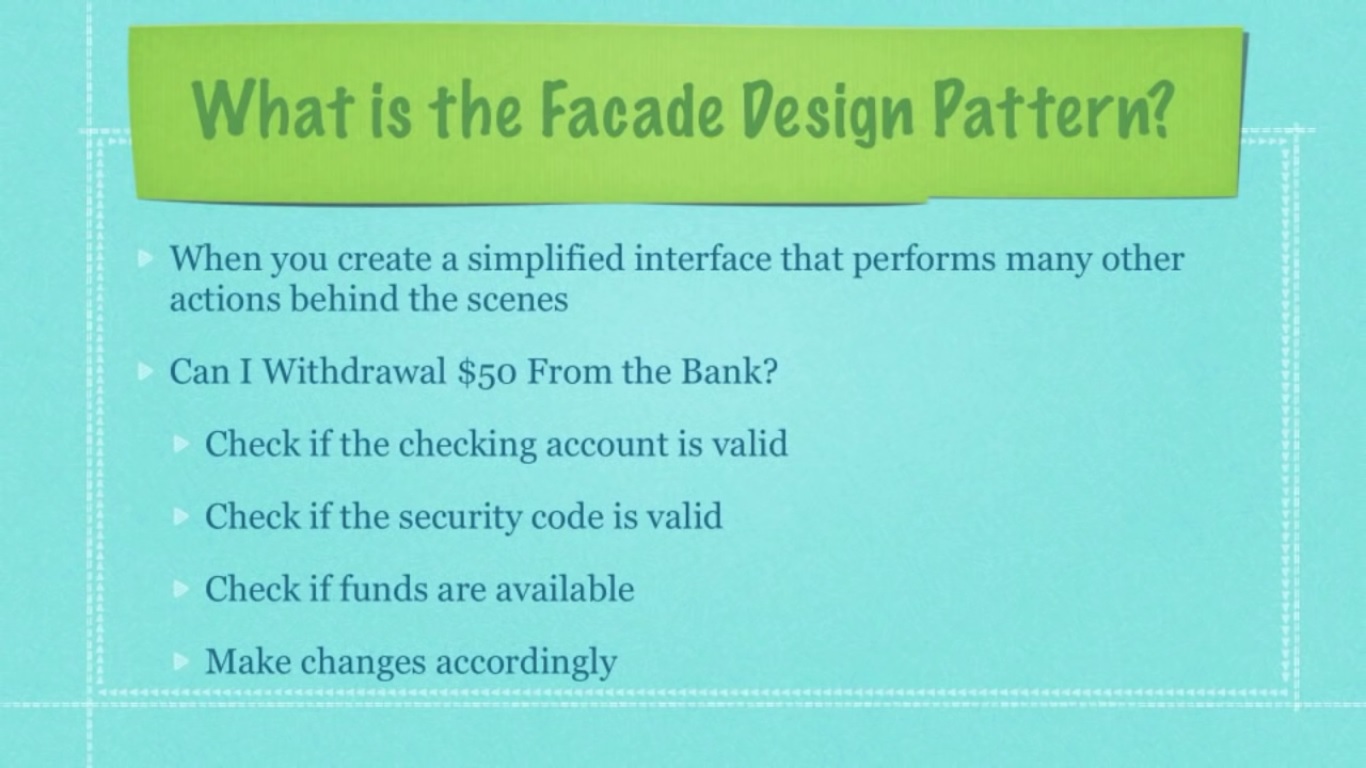 What is the Facade Design Pattern?
When you create a simplified interface that performs many other
actions behind the scenes
Can I Withdrawal $50 From the Bank?
Check if the checking account is valid
Check if the security code is valid
Check if funds are available
Make changes accordingly